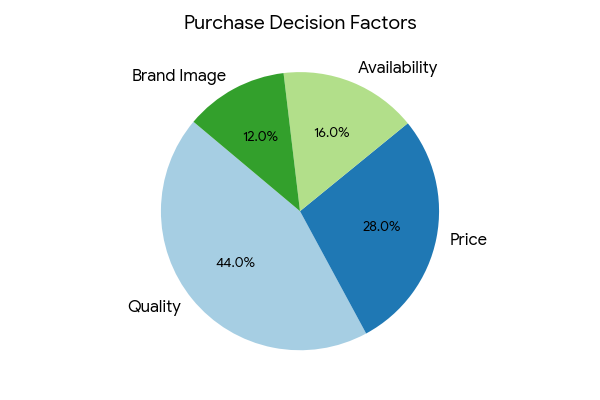 Purchase Decision Factors
Availability
Brand Image
16.0%
12.0%
28.0%
Price
44.0%
Quality